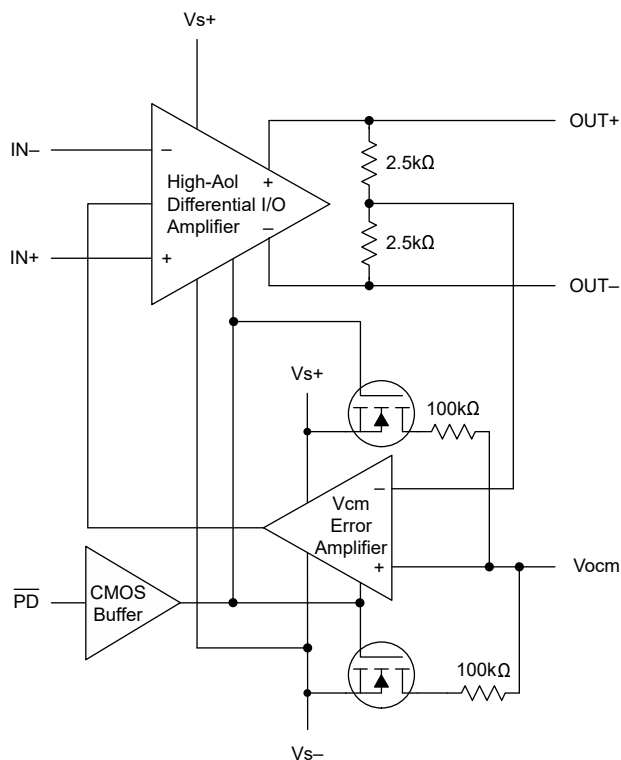 Vs+
IN–
–
High-Aol
Differential I/O
Amplifier
+
–
IN+
+
OUT+
2.5kΩ
2.5kΩ
OUT–
Vs+
100kΩ
Vcm
Error
Amplifier
–
+
Vocm
PD
CMOS
Buffer
100kΩ
Vs–